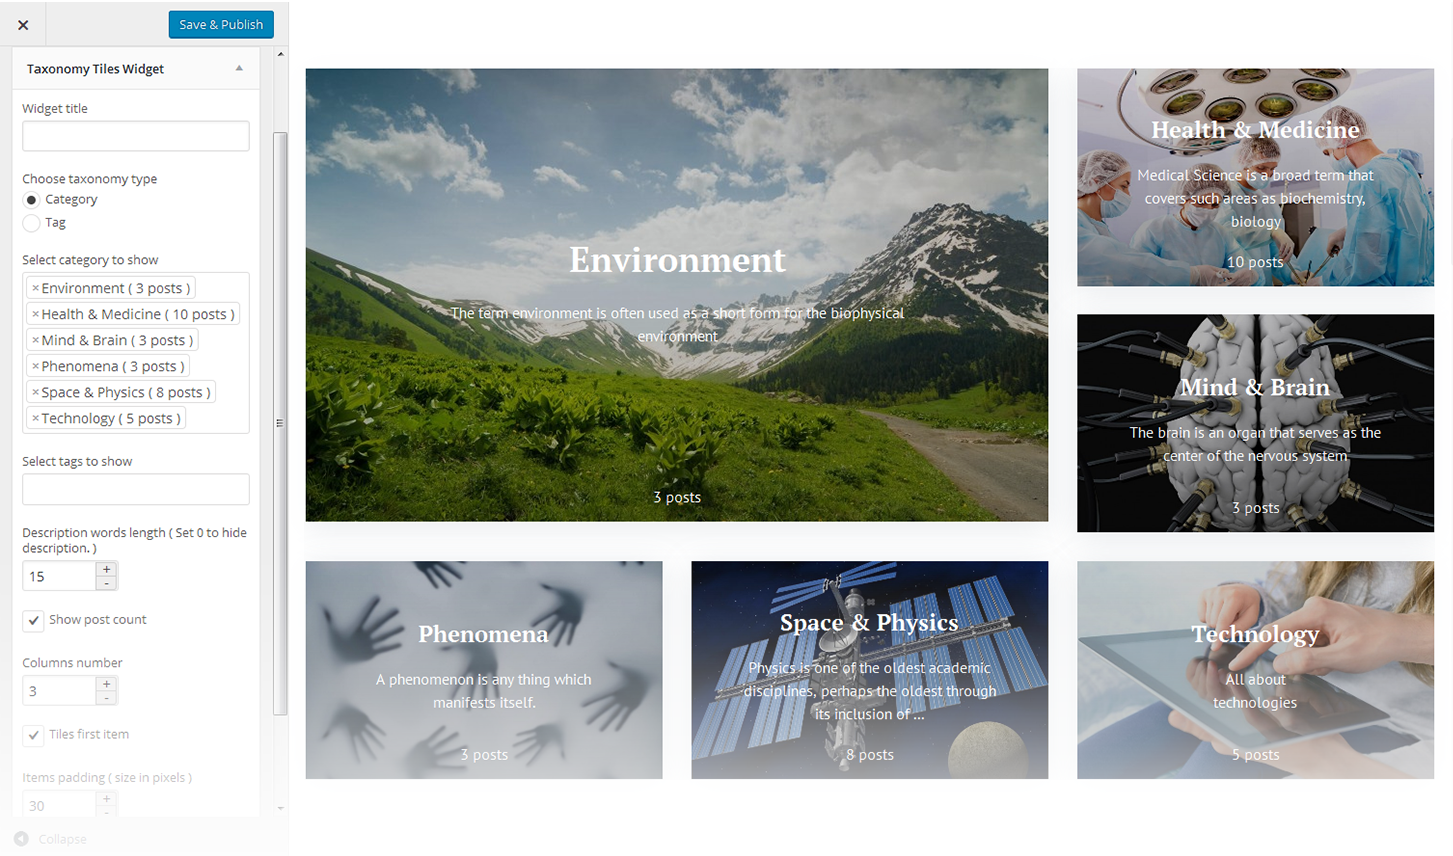 Save & Publish
Taxonomy Tiles Widget
Widget title
Choose taxonomy type
Category
Tag
Select category to show
×Environment ( 3 posts )
×Health & Medicine ( 10 posts )
×Mind & Brain ( 3 posts )
×Phenomena ( 3 posts )
×Space & Physics ( 8 posts )
×Technology ( 5 posts )
Select tags to show
Description words length ( Set 0 to hide
description. )
15
Show post count
Columns number
3
Tiles first item
Items padding ( size in pixels )
30
Collapse
Environment
The term environment is often used as a short form for the biophysical
environment
3 posts
Health & Medicine
Medical Science is a broad term that
covers such areas as biochemistry,
biology
10 posts
Mind & Brain
The brain is an organ that serves as the
center of the nervous system
3 posts
Phenomena
A phenomenon is any thing which
manifests itself.
3 posts
Space & Physics
Physics is one of the oldest academic
disciplines, perhaps the oldest through
its inclusion of ...
8 posts
Technology
All about
technologies
5 posts